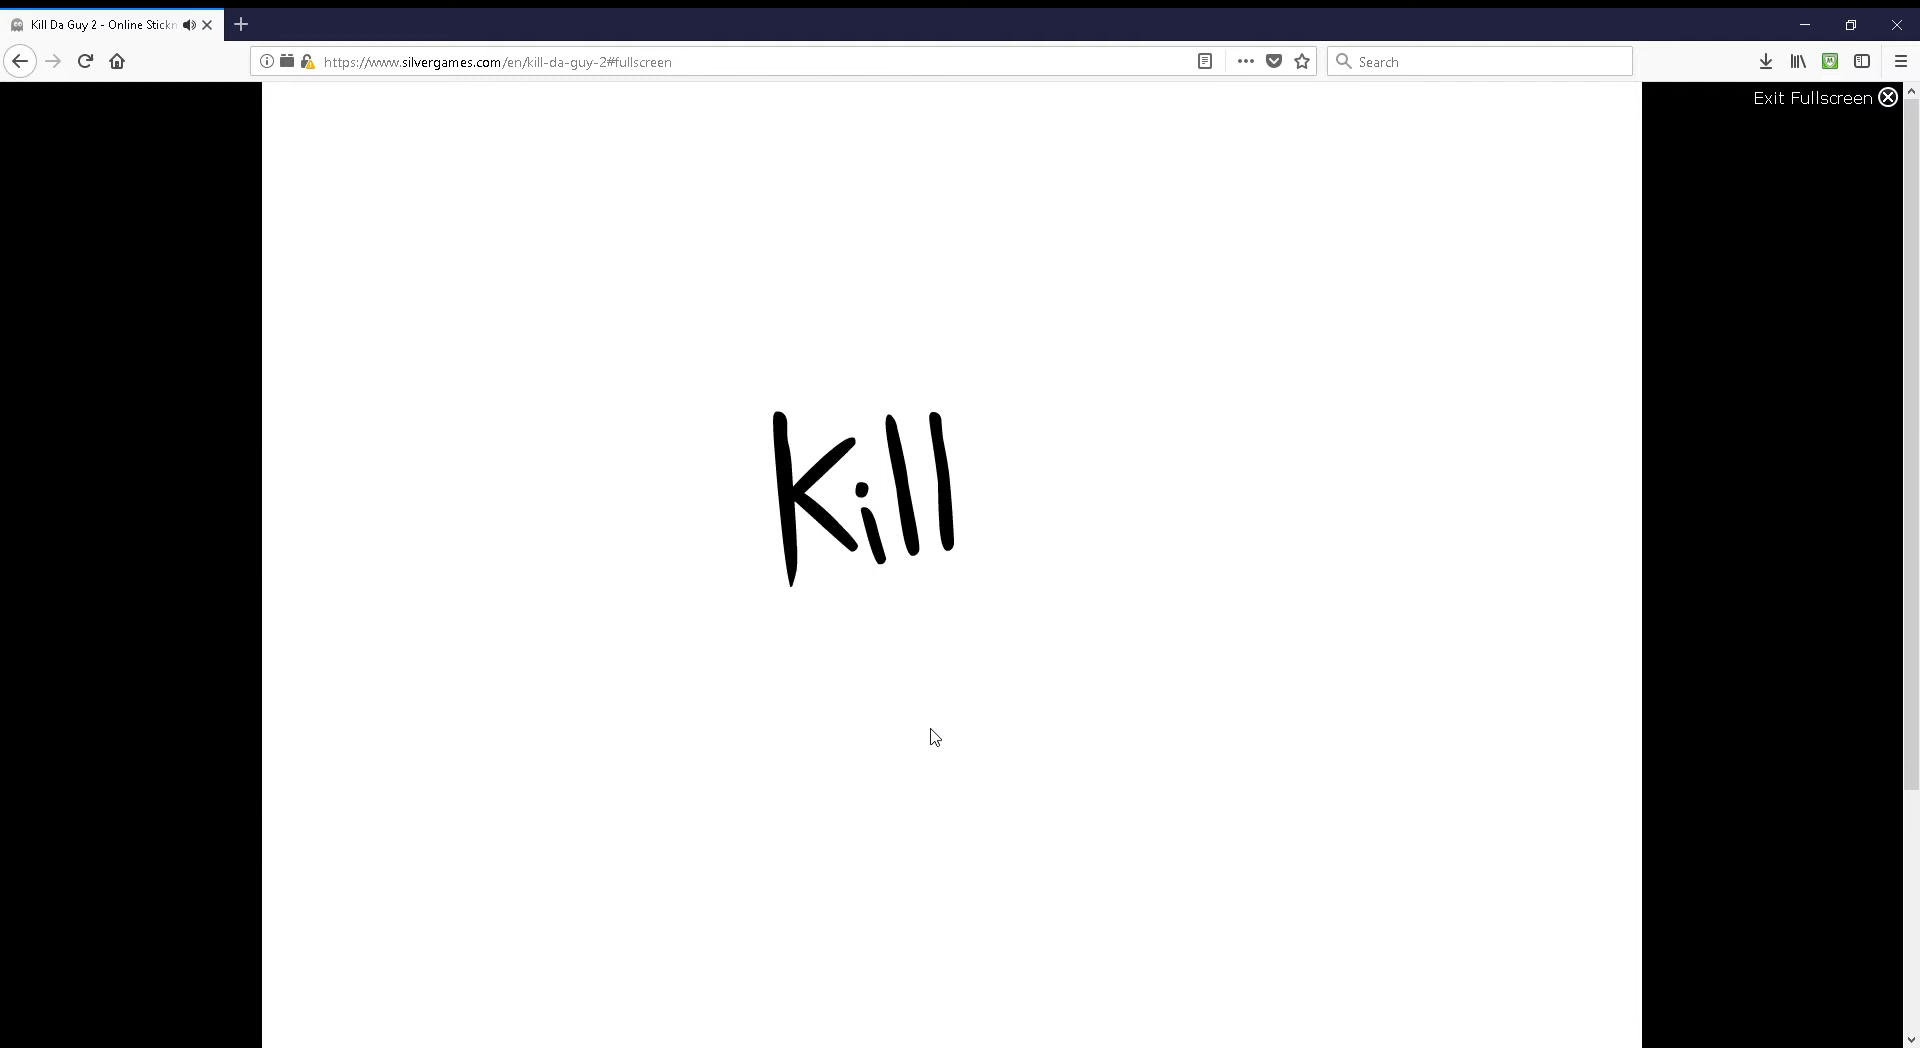 Kill Da Guy 2 - Online Stickn
https://www.silvergames.com/en/kill-da-guy-2#fullscreen
Search
Exit Fullscreen
Kill